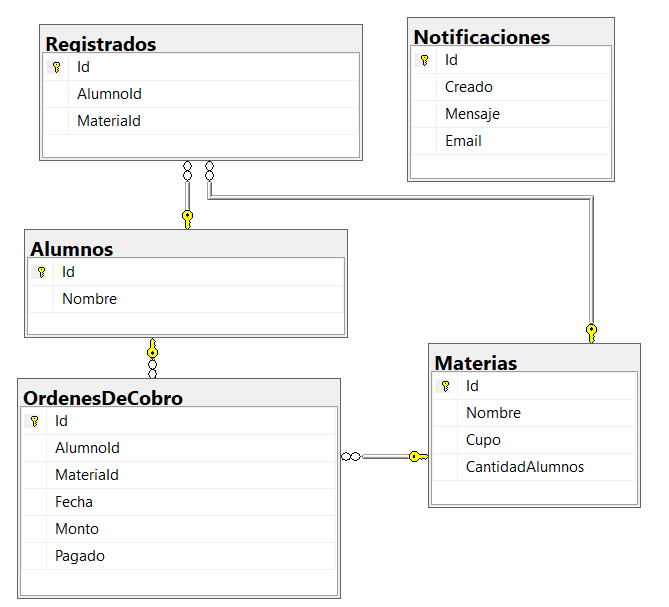 Registrados
Id
AlumnoId
MateriaId
Notificaciones
Id
Creado
Mensaje
Email
Alumnos
Id
Nombre
OrdenesDeCobro
Id
AlumnoId
MateriaId
Fecha
Monto
Pagado
Materias
Id
Nombre
Cupo
CantidadAlumnos